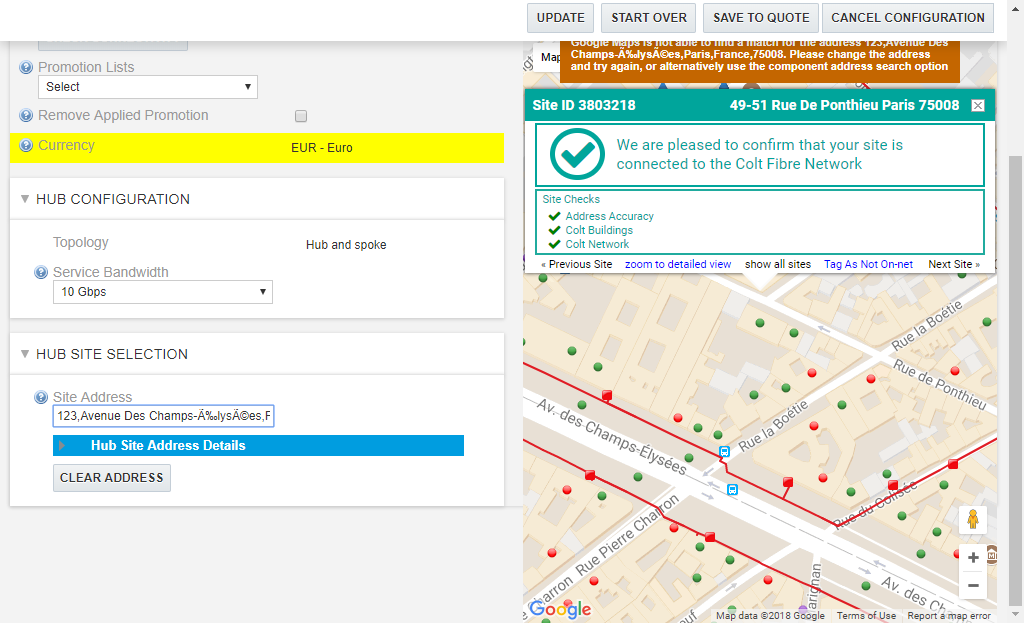 UPDATE
START OVER
SAVE TO QUOTE
CANCEL CONFIGURATION
Promotion Lists
Select
Remove Applied Promotion
Currency
EUR - Euro
HUB CONFIGURATION
Topology
Hub and spoke
Service Bandwidth
10 Gbps
HUB SITE SELECTION
Site Address
123,Avenue Des Champs-Ã‰lysÃ©es,F
Hub Site Address Details
CLEAR ADDRESS
Map
Google Maps is not able to find a match for the address 123,Avenue Des
Champs-Ã‰lysÃ©es,Paris,France,75008. Please change the address
and try again, or alternatively use the component address search option
Site ID 3803218
49-51 Rue De Ponthieu Paris 75008
We are pleased to confirm that your site is
connected to the Colt Fibre Network
Site Checks
Address Accuracy
Colt Buildings
Colt Network
« Previous Site
zoom to detailed view
show all sites
Tag As Not On-net
Next Site »
Rue la Boétie
Rue de Ponthieu
Rue la Boétie
Av. des Champs-Élysées
Rue du Colisée
Rue Pierre Charron
Charron
arignan
Av. des Ch
Google
Map data ©2018 Google
Terms of Use
Report a map error